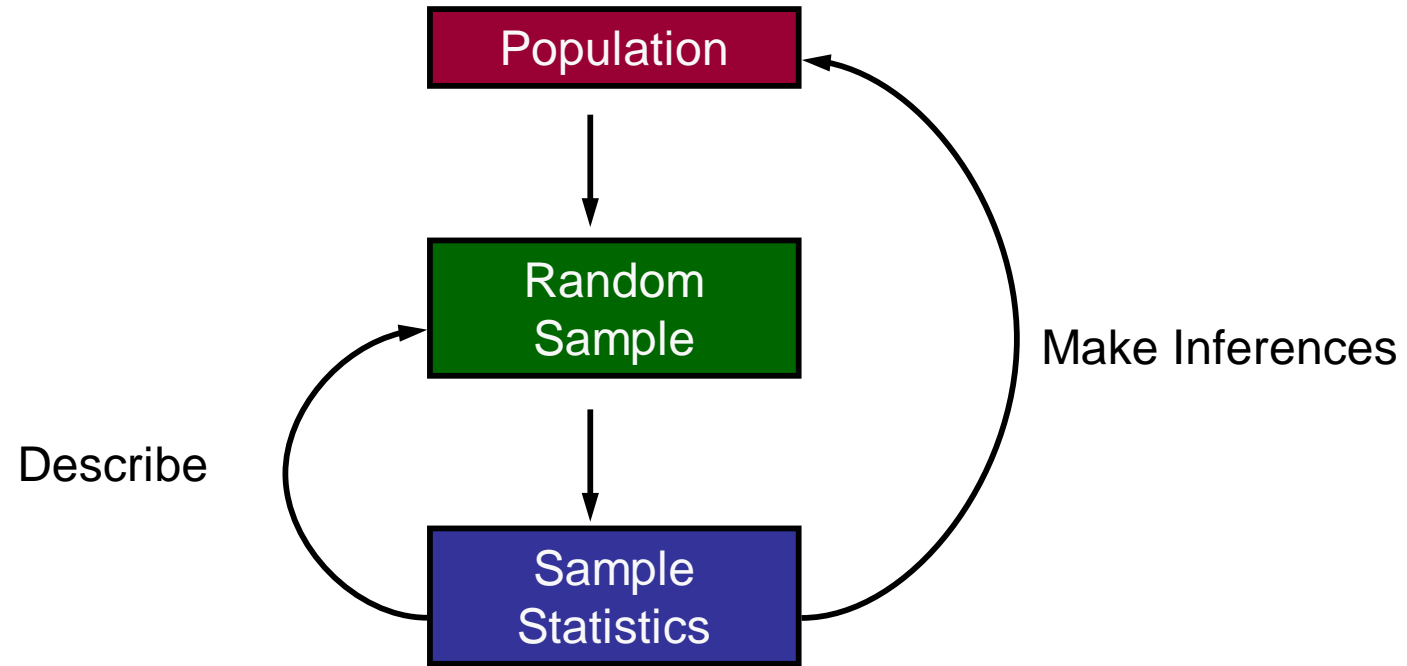 Population
Random
Sample
Make Inferences
Describe
Sample
Statistics